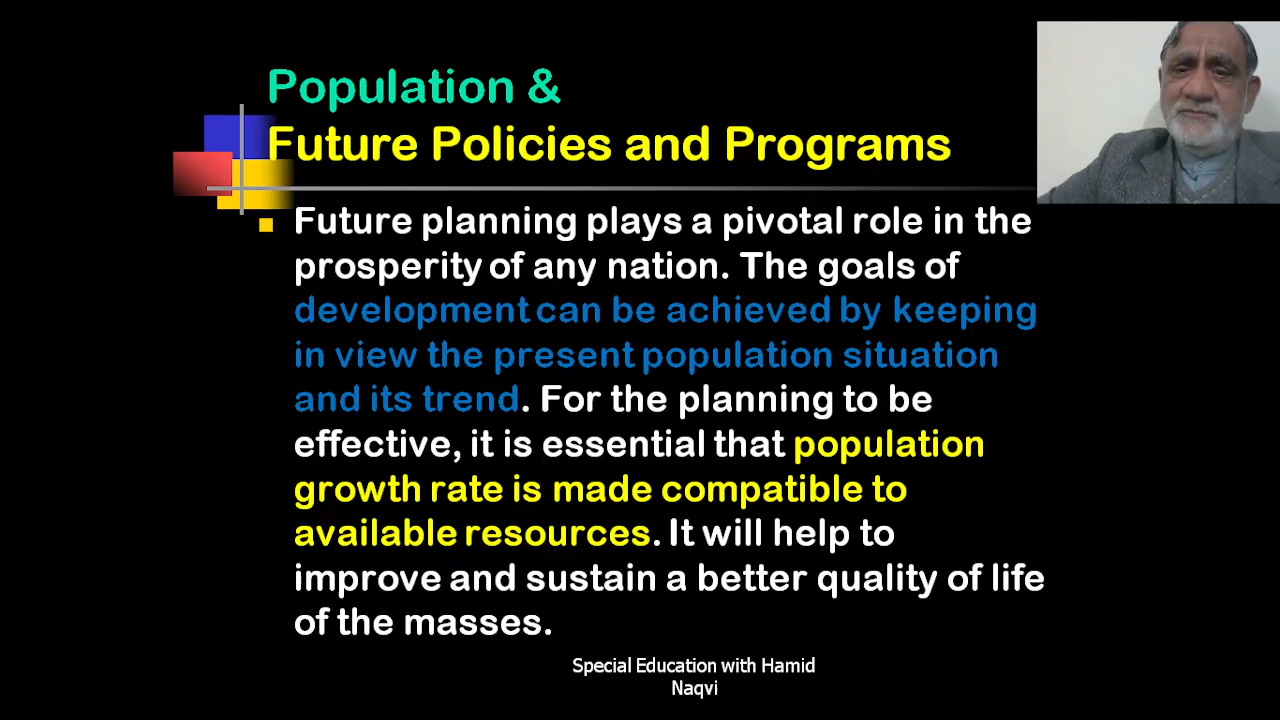 Population &
Future Policies and Programs
Future planning plays a pivotal role in the
prosperity of any nation. The goals of
development can be achieved by keeping
in view the present population situation
and its trend. For the planning to be
effective, it is essential that population
growth rate is made compatible to
available resources. It will help to
improve and sustain a better quality of life
of the masses.
Special Education with Hamid
Naqvi